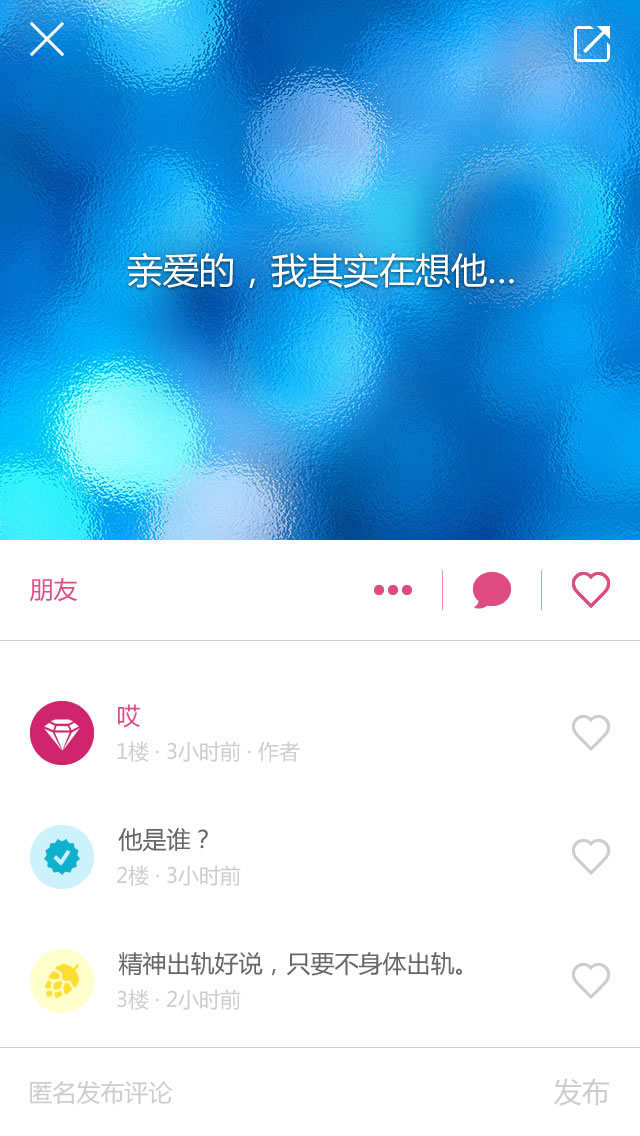 亲爱的，我其实在想他...
朋友
哎
1楼 · 3小时前 · 作者
他是谁？
2楼 · 3小时前
精神出轨好说，只要不身体出轨。
3楼 · 2小时前
匿名发布评论 发布